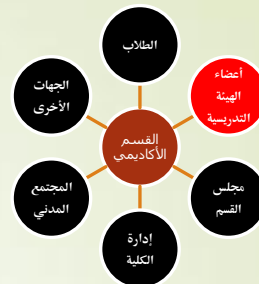 الطلاب
أعضاء
الهيئة
التدريسية
الجهات
الأخرى
القسم
الأكاديمي
مجلس
القسم
المجتمع
المدني
إدارة
الكلية